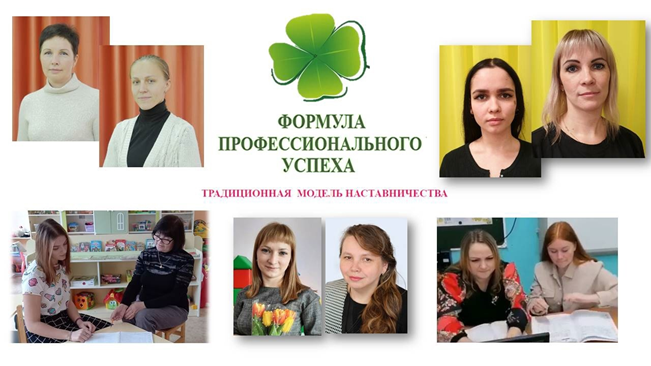 ФОРМУЛА
ПРОФЕССИОНАЛЬНОГО
УСПЕХА
ТРАДИЦИОННАЯ МОДЕЛЬ НАСТАВНИЧЕСТВА